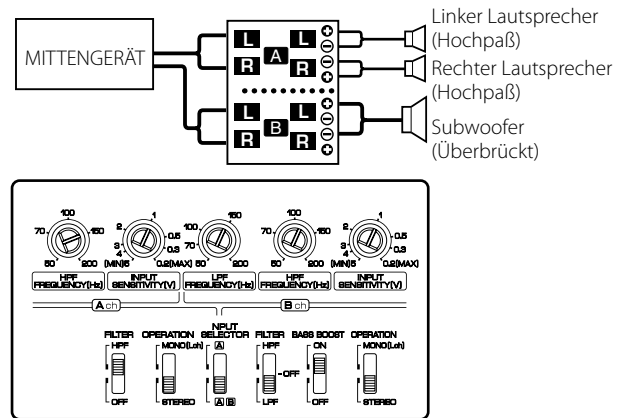 MITTENGERÄT
L L
A
R R
L L
B
R R
Linker Lautsprecher
(Hochpaß)
Rechter Lautsprecher
(Hochpaß)
Subwoofer
(Überbrückt)
100
70 150
50 200
HPF
FREQUENCY(Hz)
1
2 0.5
3 0.3
4
(MIN)5 0.2(MAX)
INPUT
SENSITIVITY(V)
150
100
70
50 200
LPF
FREQUENCY(Hz)
100
70 150
50 200
HPF
FREQUENCY(Hz)
1
2 0.5
3 0.3
4
(MIN)5 0.2(MAX)
INPUT
SENSITIVITY(V)
A ch
B ch
FILTER
HPF
OFF
OPERATION
MONO(Lch)
STEREO
NPUT
SELECTOR
A
A B
FILTER
HPF
OFF
LPF
BASS BOOST
ON
OFF
OPERATION
MONO(Lch)
STEREO